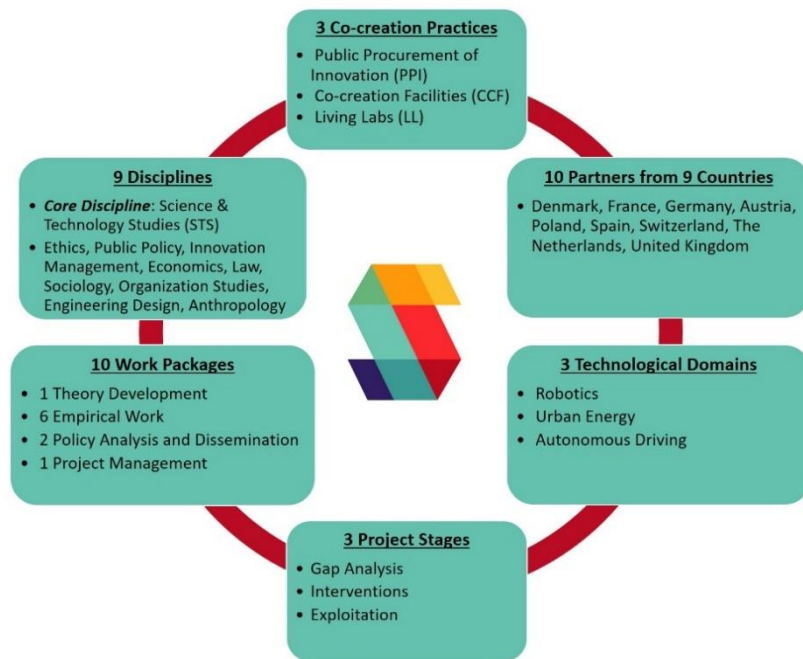 3 Co-creation Practices
• Public Procurement of
Innovation (PPI)
• Co-creation Facilities (CCF)
• Living Labs (LL)
9 Disciplines
• Core Discipline: Science &
Technology Studies (STS)
• Ethics, Public Policy, Innovation
Management, Economics, Law,
Sociology, Organization Studies,
Engineering Design, Anthropology
10 Partners from 9 Countries
• Denmark, France, Germany, Austria,
Poland, Spain, Switzerland, The
Netherlands, United Kingdom
10 Work Packages
• 1 Theory Development
• 6 Empirical Work
• 2 Policy Analysis and Dissemination
• 1 Project Management
3 Technological Domains
• Robotics
• Urban Energy
• Autonomous Driving
3 Project Stages
• Gap Analysis
• Interventions
• Exploitation